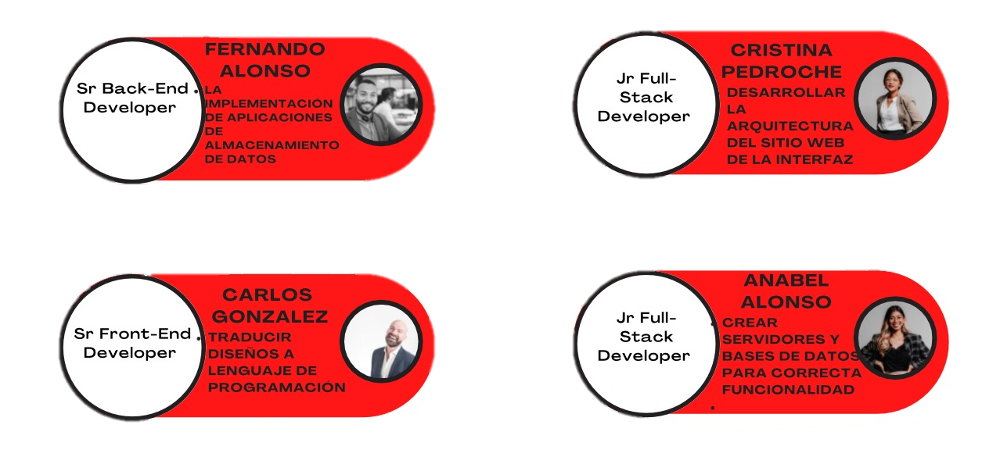 Sr Back-End
Developer
FERNANDO
ALONSO
LA
IMPLEMENTACIÓN
DE APLICACIONES
DE
ALMACENAMIENTO
DE DATOS
Jr Full-
Stack
Developer
CRISTINA
PEDROCHE
DESARROLLAR
LA
ARQUITECTURA
DEL SITIO WEB
DE LA INTERFAZ
Sr Front-End
Developer
CARLOS
GONZALEZ
TRADUCIR
DISEÑOS A
LENGUAJE DE
PROGRAMACIÓN
Jr Full-
Stack
Developer
ANABEL
ALONSO
CREAR
SERVIDORES Y
BASES DE DATOS
PARA CORRECTA
FUNCIONALIDAD